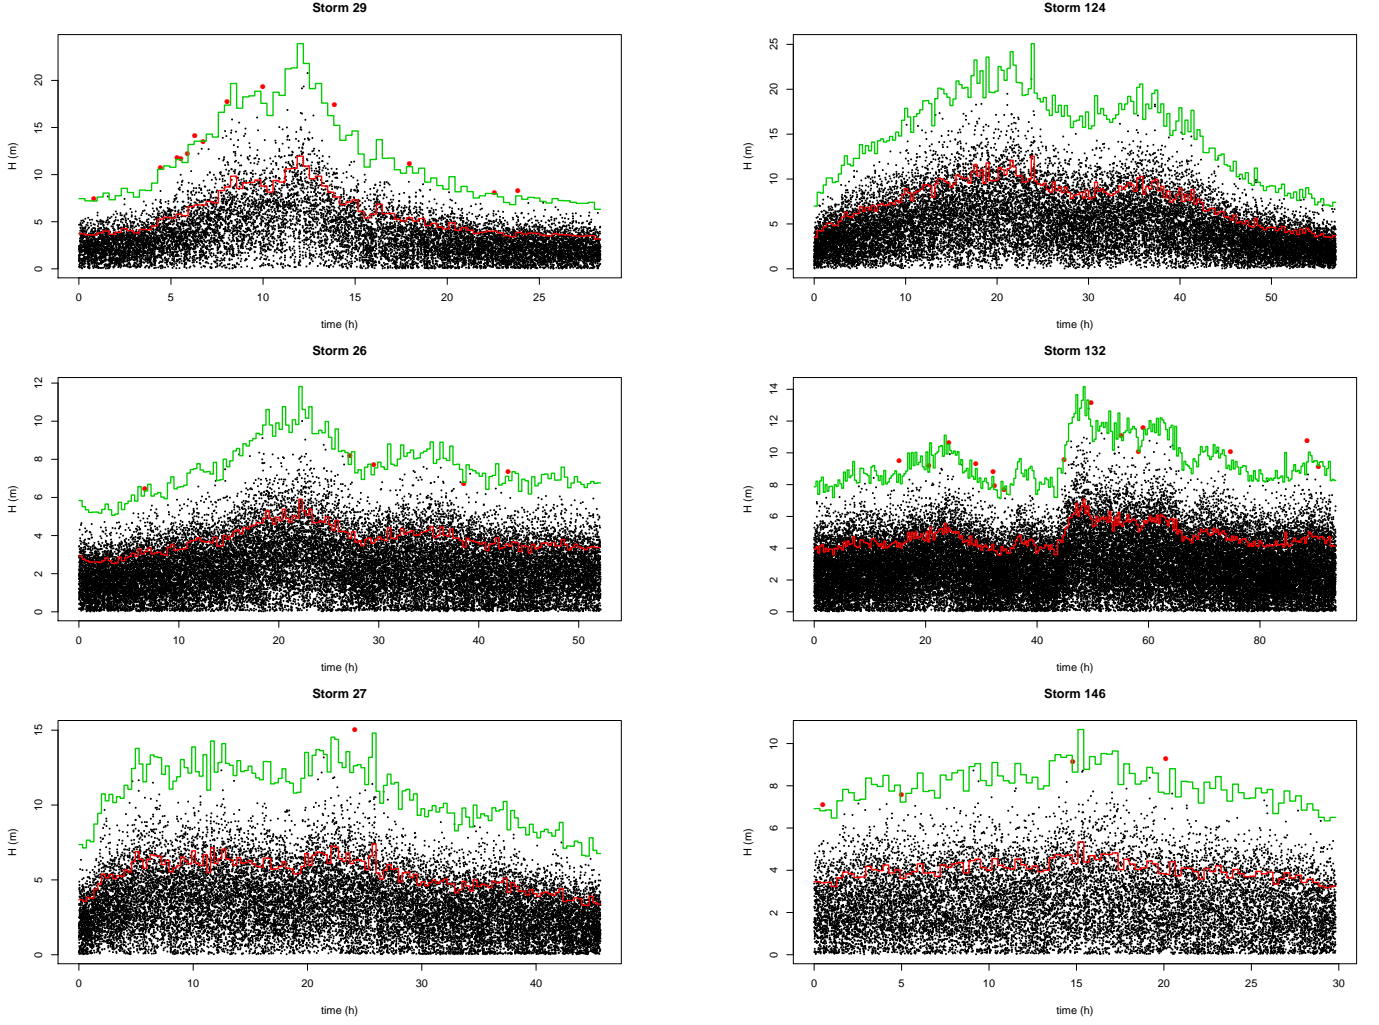 Storm 29
H (m)
0 5 10 15 20
0 5 10 15 20 25
time (h)
Storm 124
H (m)
0 5 10 15 20 25
0 10 20 30 40 50
time (h)
Storm 26
H (m)
0 2 4 6 8 10 12
0 10 20 30 40 50
time (h)
Storm 132
H (m)
0 2 4 6 8 10 12 14
0 20 40 60 80
time (h)
Storm 27
H (m)
0 5 10 15
0 10 20 30 40
time (h)
Storm 146
H (m)
0 2 4 6 8 10
0 5 10 15 20 25 30
time (h)